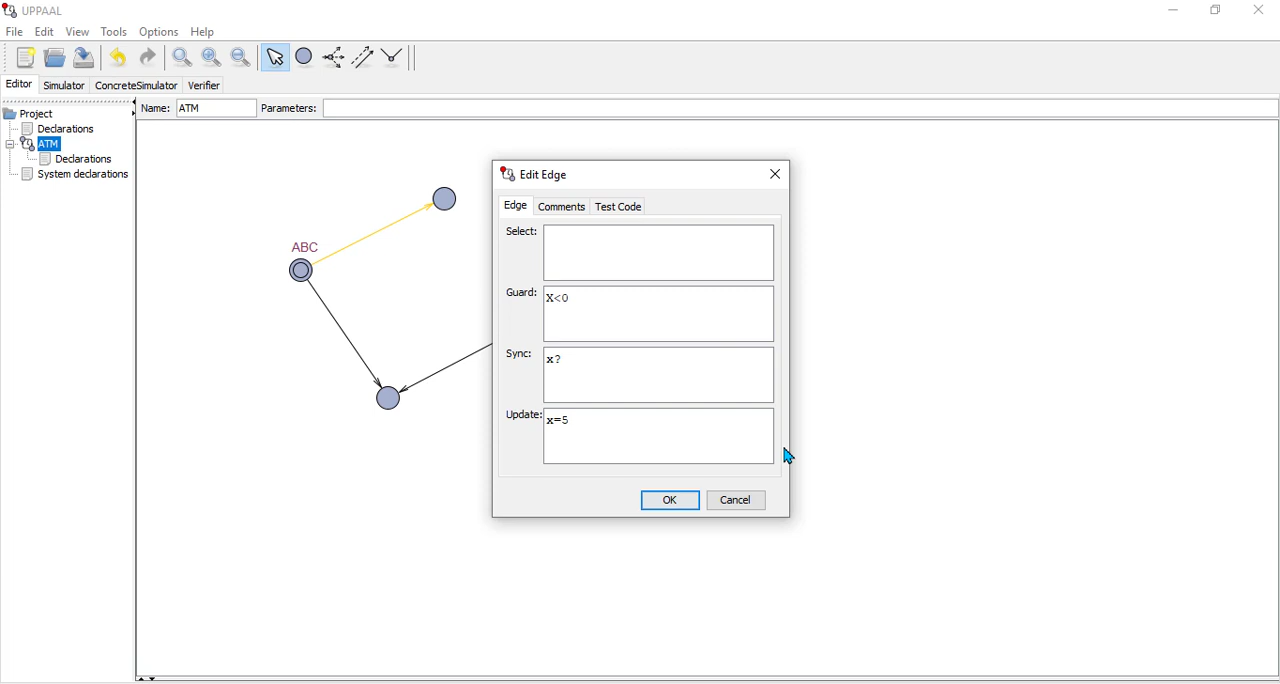 UPPAAL
File Edit View Tools Options Help
Editor Simulator ConcreteSimulator Verifier
Project
Declarations
ATM
Declarations
System declarations
Name: ATM Parameters:
ABC
Edit Edge
Edge Comments Test Code
Select:
Guard: X<0
Sync: x?
Update: x=5
OK Cancel